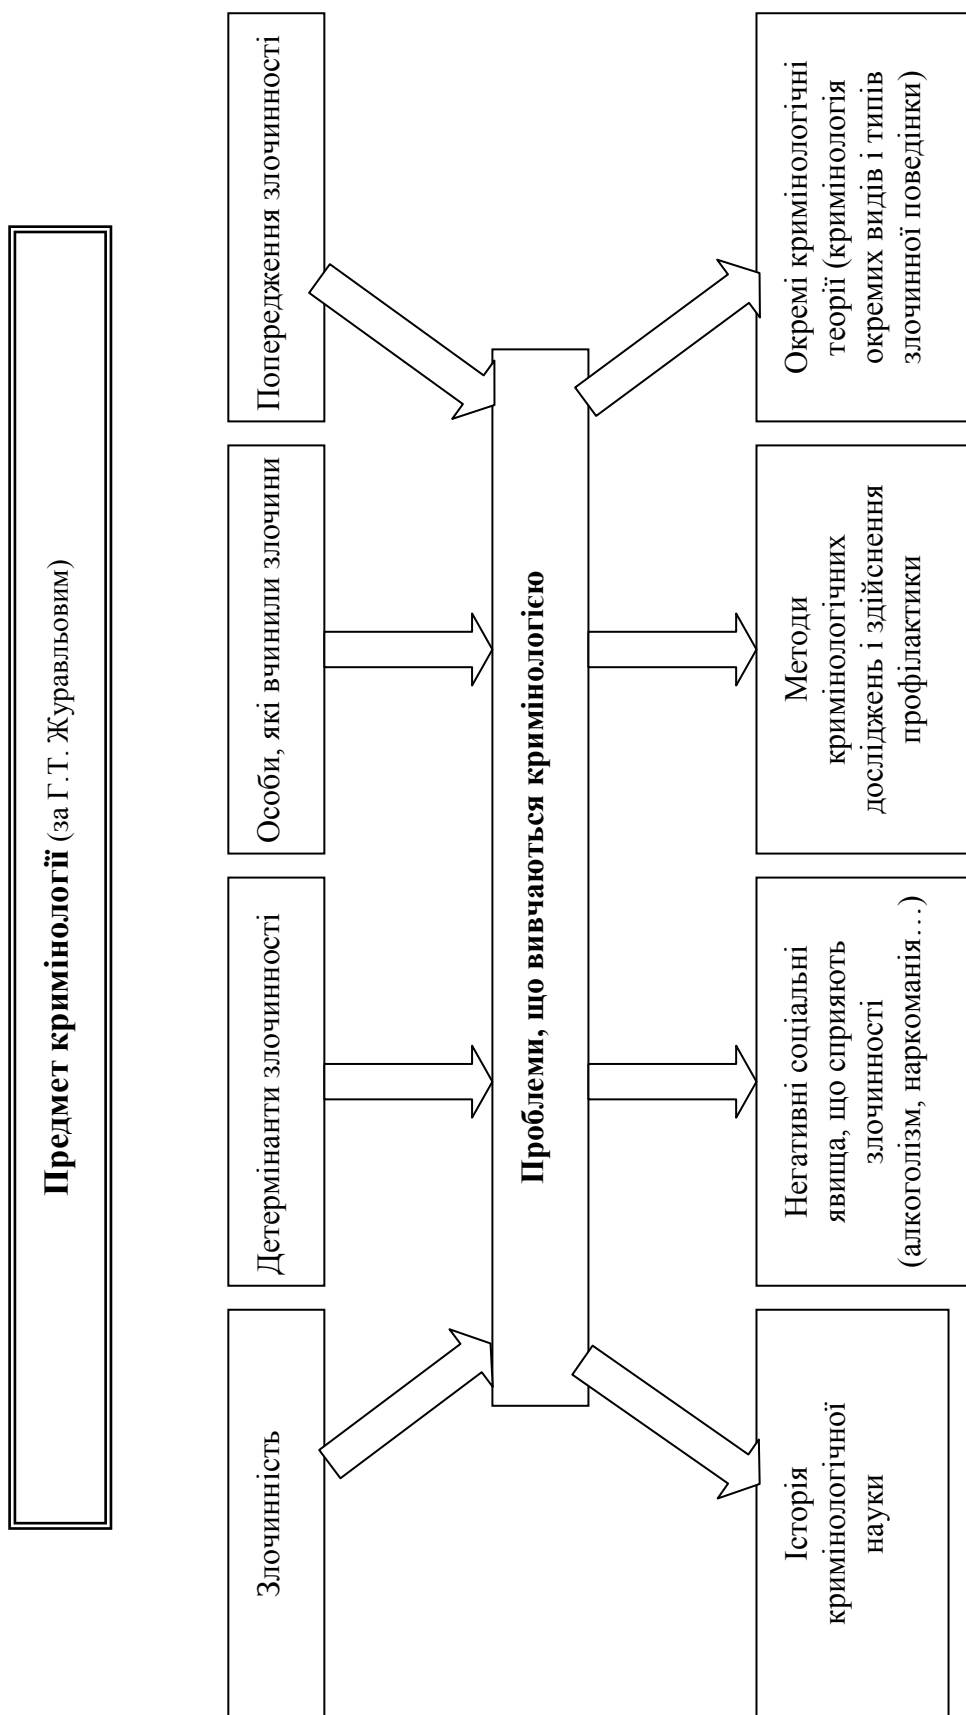 Предмет кримінології (за Г.Т. Журавльовим)
Злочинність
Детермінанти злочинності
Особи, які вчинили злочини
Попередження злочинності
Проблеми, що вивчаються кримінологією
Історія
кримінологічної
науки
Негативні соціальні
явища, що сприяють
злочинності
(алкоголізм, наркоманія…)
Методи
кримінологічних
досліджень і здійснення
профілактики
Окремі кримінологічні
теорії (кримінологія
окремих видів і типів
злочинної поведінки)